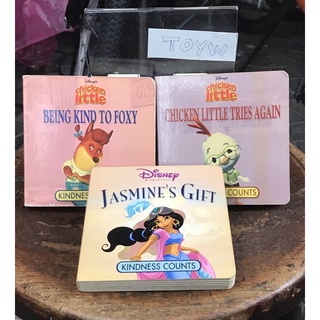 TOYW
Disney's
Chicken
Little
BEING KIND TO FOXY
KINDNESS
Disney's
Chicken
Little
CHICKEN LITTLE TRIES AGAIN
COUNTS
Disney
JASMINE'S GIFT
KINDNESS COUNTS